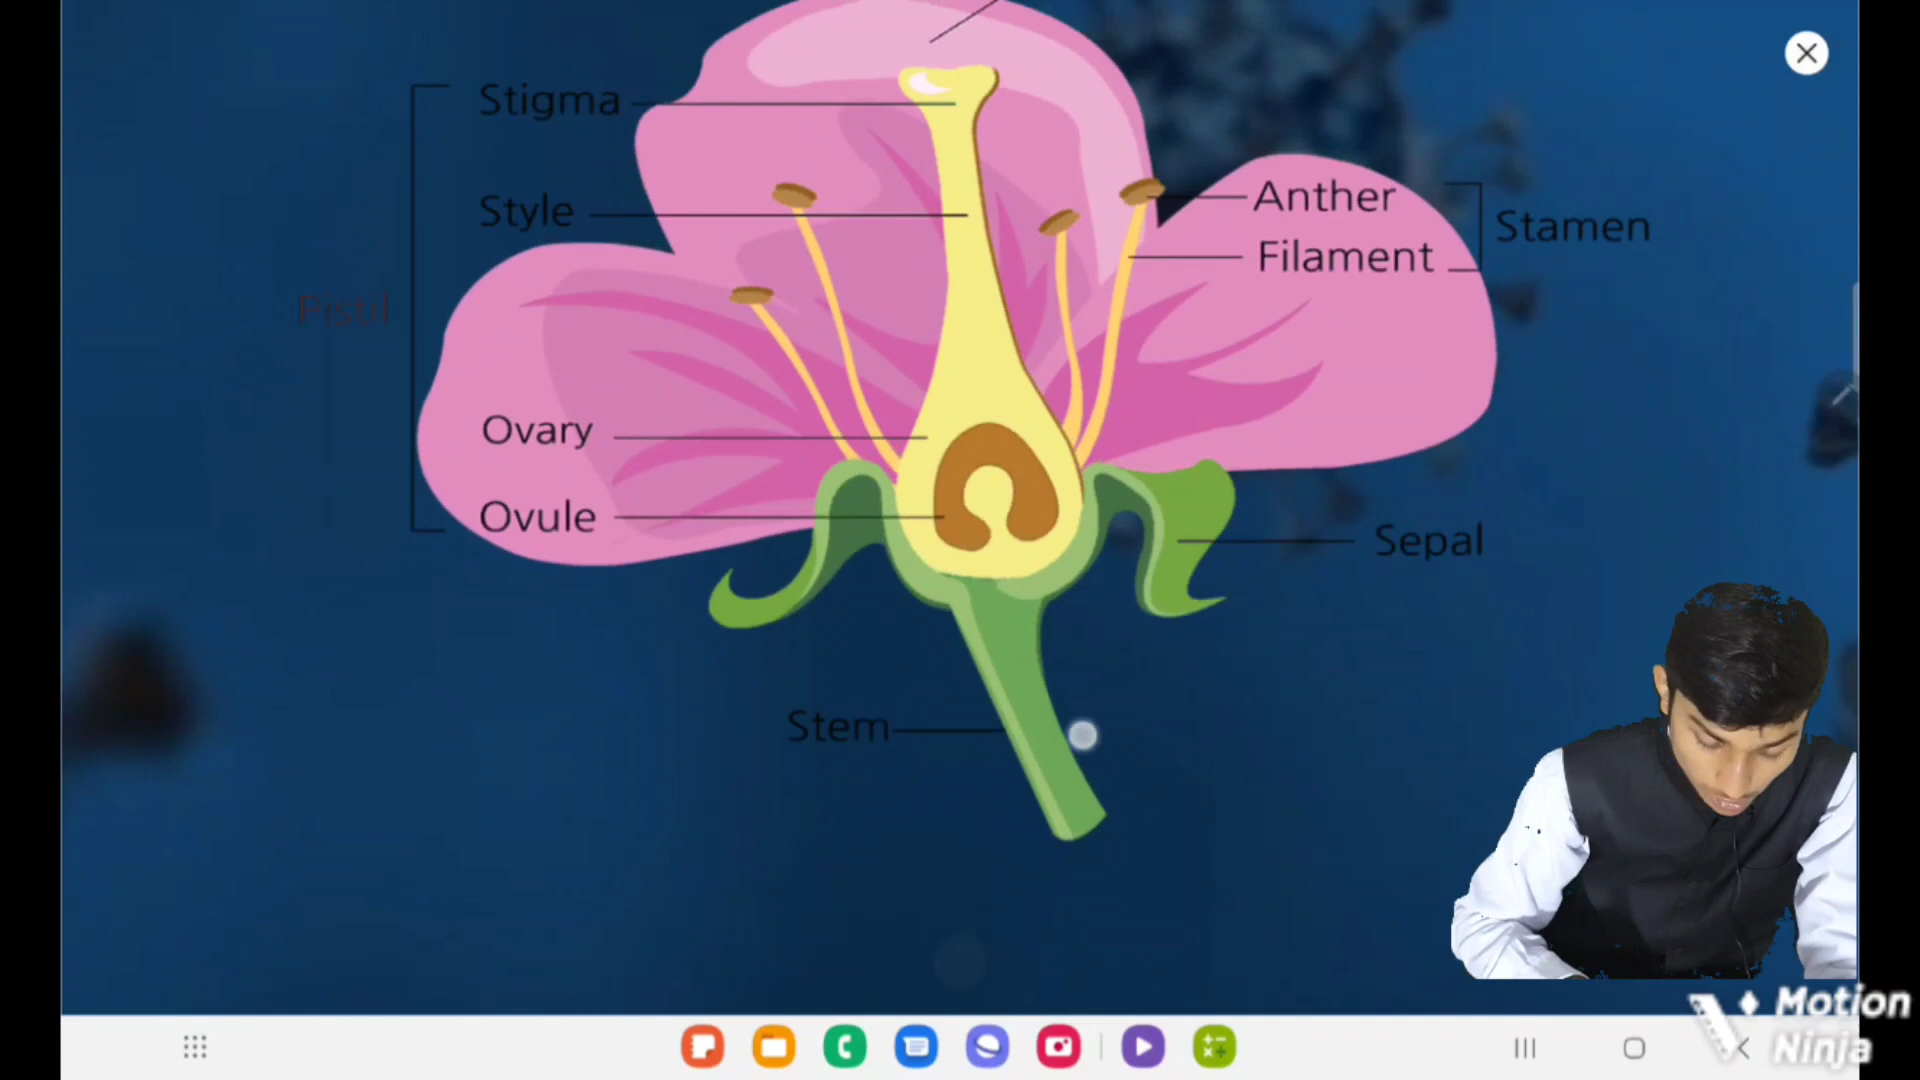 Stigma
Style
Pistil
Ovary
Ovule
Anther
Filament
Stamen
Sepal
Stem
Motion
Ninja